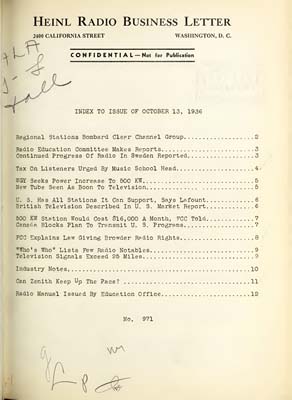 HEINL RADIO BUSINESS LETTER
2400 CALIFORNIA STREET WASHINGTON, D. C.
CONFIDENTIAL—Not for Publication
INDEX TO ISSUE OF OCTOBER 13, 1936
Regional Stations Bombard Clear Channel Group....................2
Radio Education Committee Makes Reports..........................3
Continued Progress Of Radio In Sweden Reported...................3
Tax On Listeners Urged By Music School Head......................4
WGY Seeks Power Increase To 500 KW...............................5
New Tube Seen As Boon To Television..............................5
U. S. Has All Stations It Can Support, Says Lafount..............6
British Television Described In U. S. Market Report..............6
500 KW Station Would Cost $16,000 A Month, FCC Told..............7
Canada Blocks Plan To Transmit U. S. Programs....................7
FCC Explains Law Giving Browder Radio Rights.....................8
"Who's Who" Lists Few Radio Notables.............................9
Television Signals Exceed 25 Miles...............................9
Industry Notes..................................................10
Can Zenith Keep Up The Pace? ...................................11
Radio Manual Issued By Education Office.........................12
No. 971